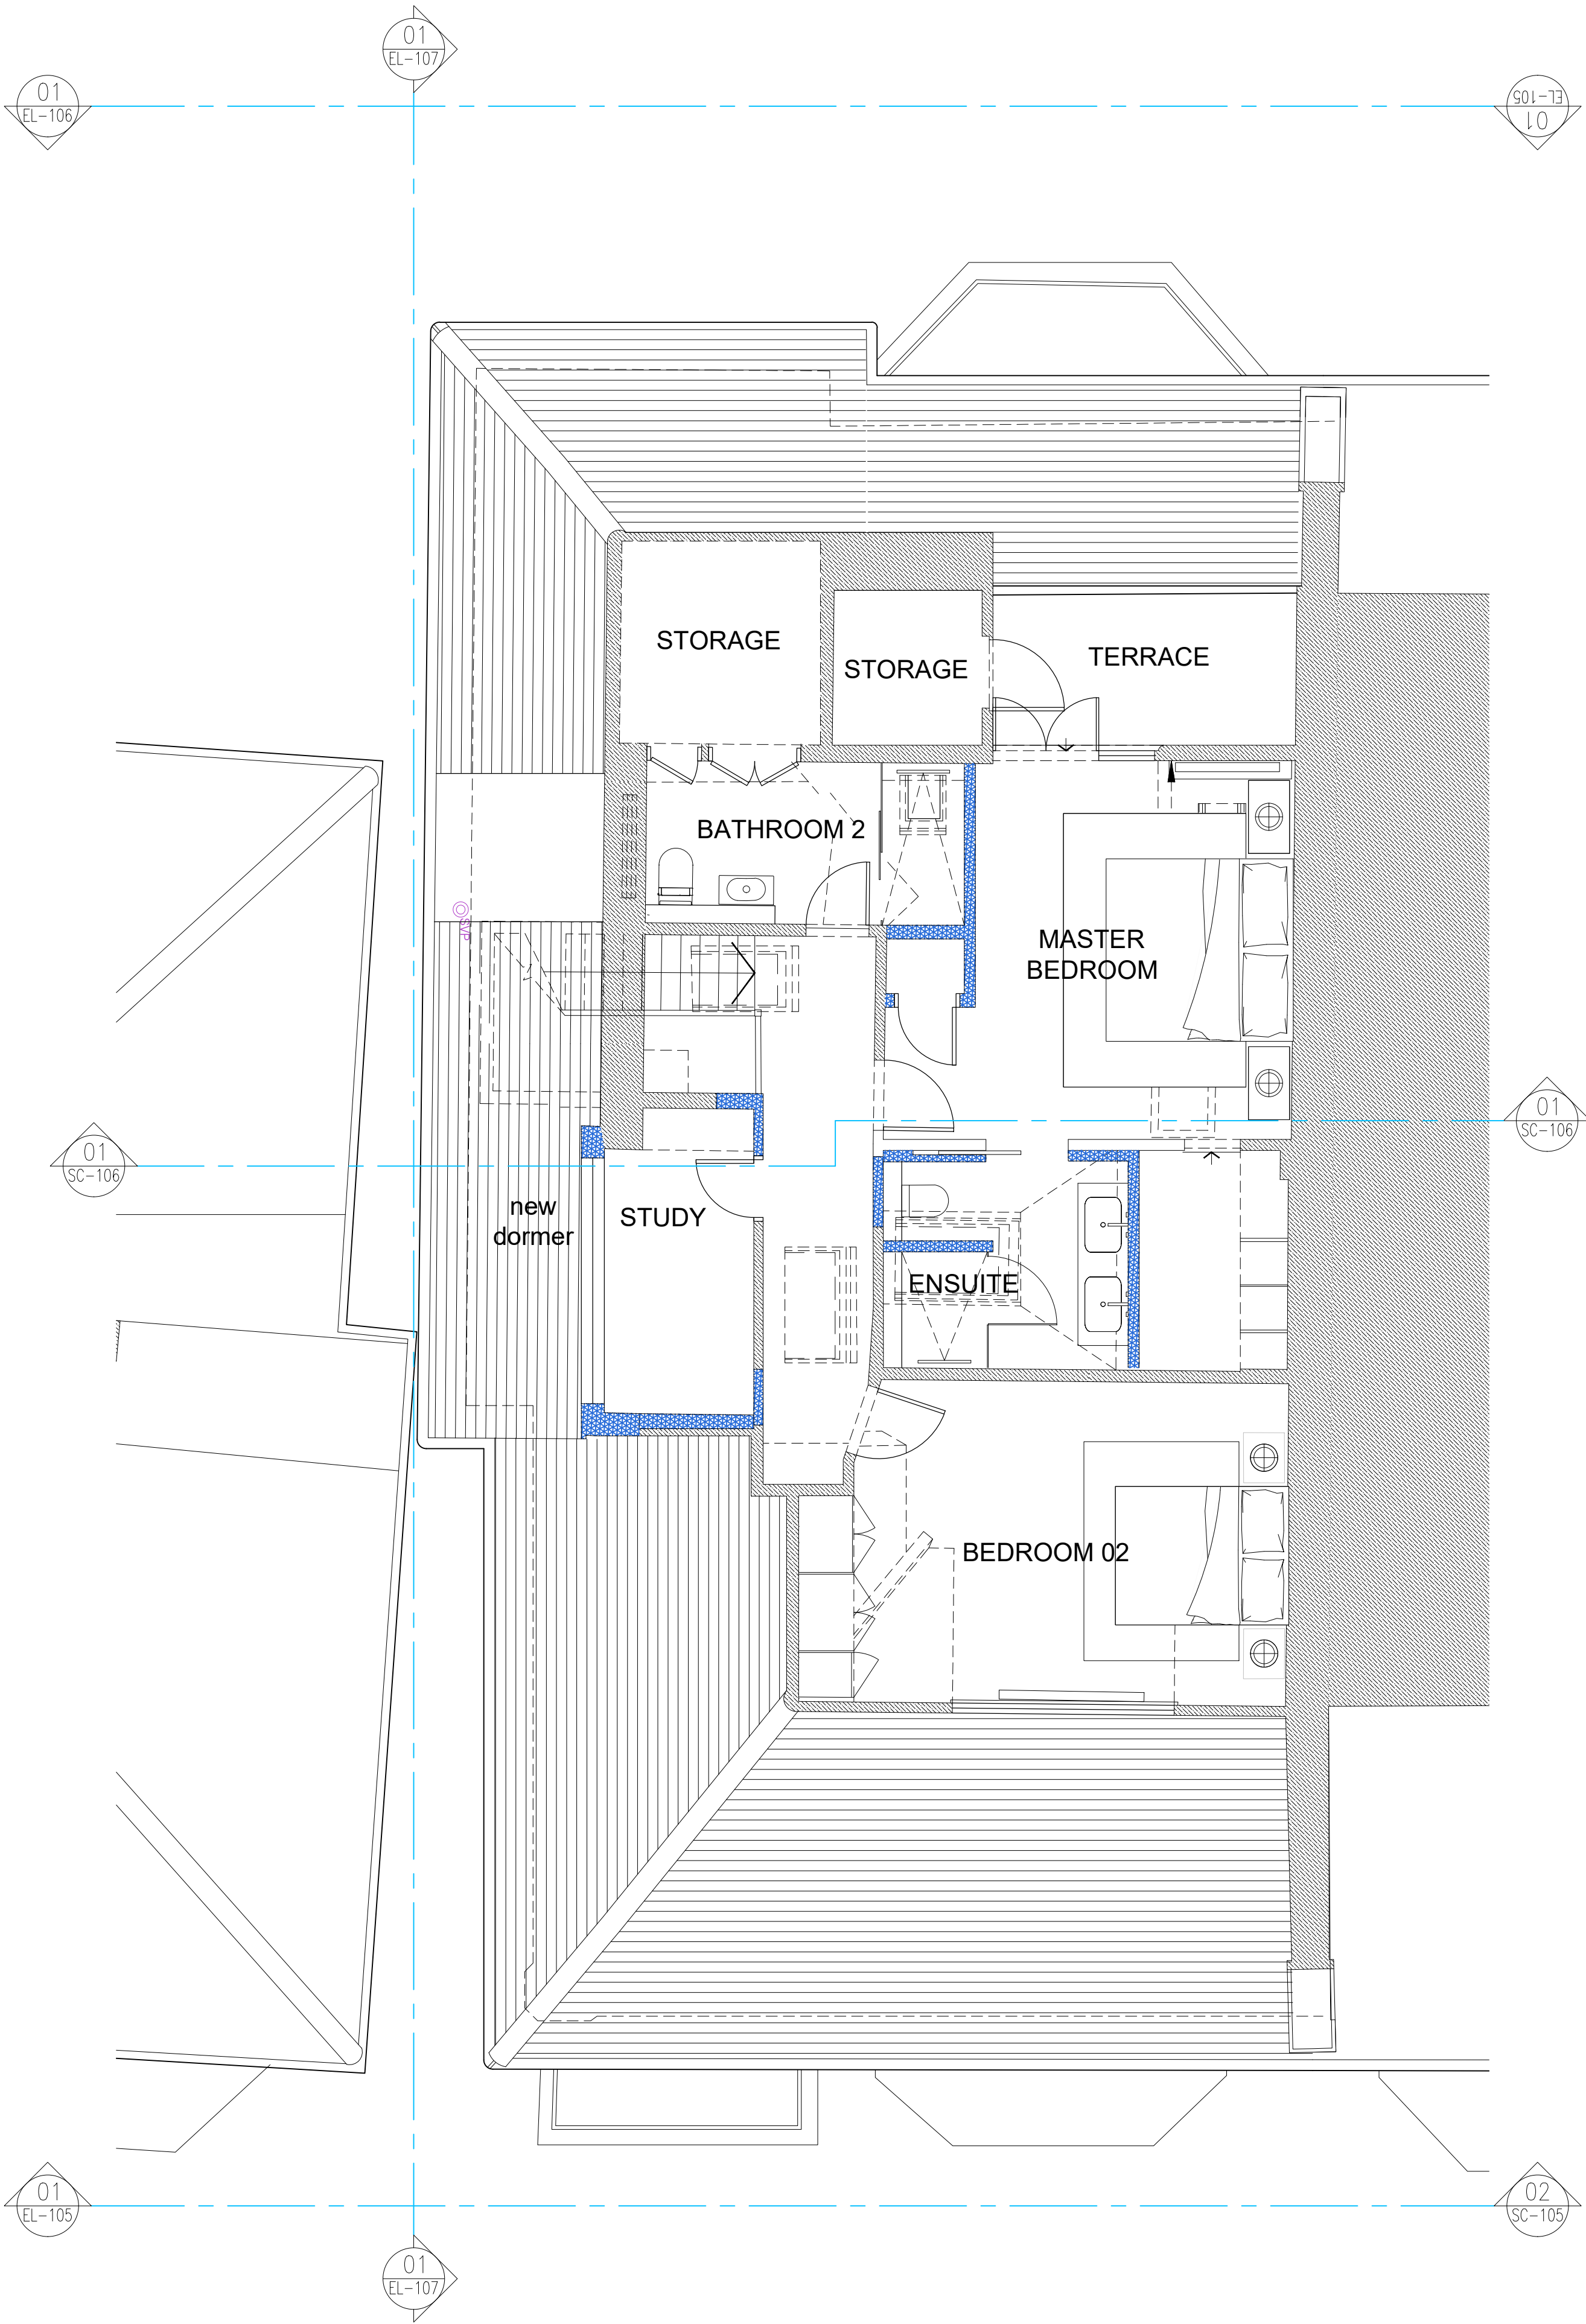 01
EL-107
01
EL-106
EL-105
01
STORAGE
STORAGE
TERRACE
BATHROOM 2
SVP
MASTER
BEDROOM
01
SC-106
01
SC-106
new
dormer
STUDY
ENSUITE
BEDROOM 02
01
EL-105
02
SC-105
01
EL-107